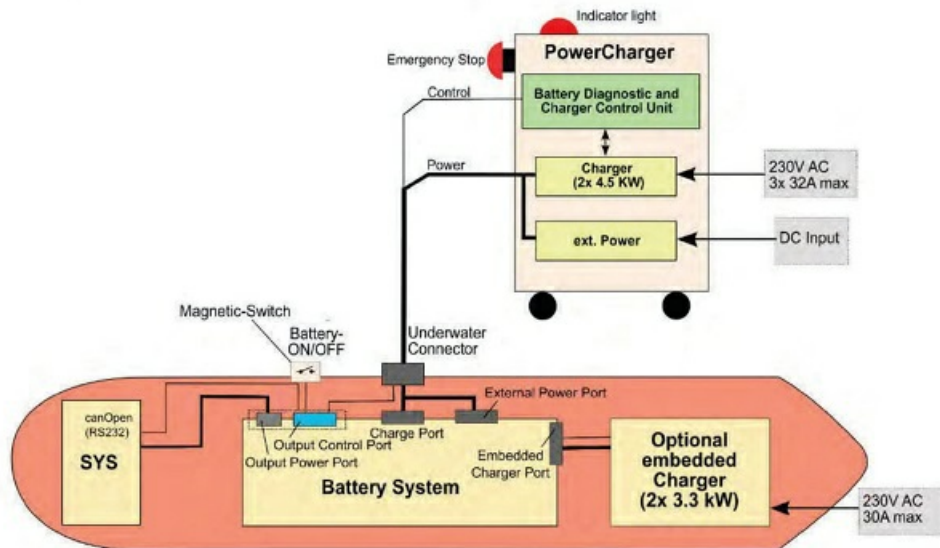 Indicator light
Emergency Stop
PowerCharger
Control
Battery Diagnostic and
Charger Control Unit
Power
Charger
(2x 4.5 KW)
230V AC
3x 32A max
ext. Power
DC Input
Magnetic-Switch
Battery-
ON/OFF
Underwater
Connector
External Power Port
canOpen
(RS232)
SYS
Output Control Port
Output Power Port
Charge Port
Embedded
Charger Port
Battery System
Optional
embedded
Charger
(2x 3.3 kW)
230V AC
30A max